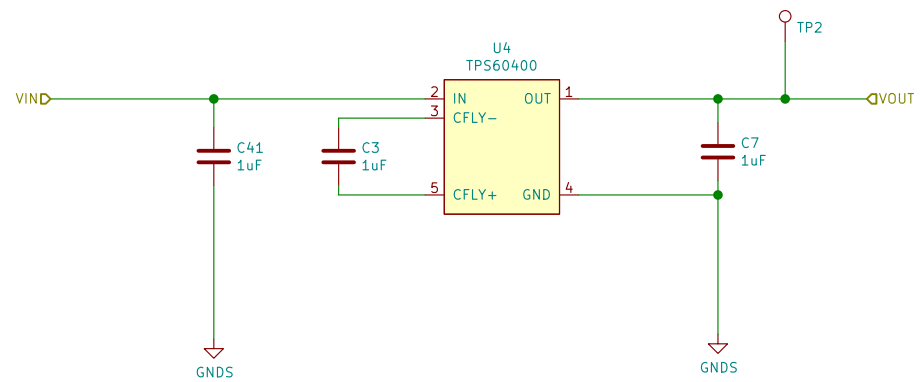 TP2
U4
TPS60400
VIN
2
IN
OUT
1
VOUT
3
CFLY-
C41
1uF
C3
1uF
C7
1uF
5
CFLY+
GND
4
GNDS
GNDS